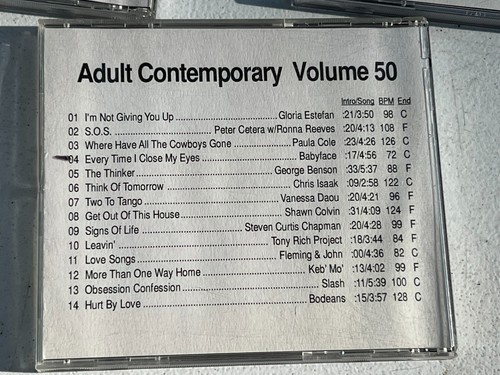 Adult Contemporary Volume 50
Intro/Song BPM End
01 I'm Not Giving You Up ........ Gloria Estefan :21/3:50 98 C
02 S.O.S. ........ Peter Cetera w/Ronna Reeves :20/4:13 108 F
03 Where Have All The Cowboys Gone ........ Paula Cole :23/4:26 126 C
04 Every Time I Close My Eyes ........ Babyface :17/4:56 72 C
05 The Thinker ........ George Benson :33/5:37 88 F
06 Think Of Tomorrow ........ Chris Isaak :09/2:58 122 C
07 Two To Tango ........ Vanessa Daou :20/4:21 96 F
08 Get Out Of This House ........ Shawn Colvin :31/4:09 124 F
09 Signs Of Life ........ Steven Curtis Chapman :20/4:28 99 F
10 Leavin' ........ Tony Rich Project :18/3:44 84 F
11 Love Songs ........ Fleming & John :00/4:36 82 C
12 More Than One Way Home ........ Keb' Mo' :13/4:02 99 F
13 Obsession Confession ........ Slash :11/5:39 100 C
14 Hurt By Love ........ Bodeans :15/3:57 128 C